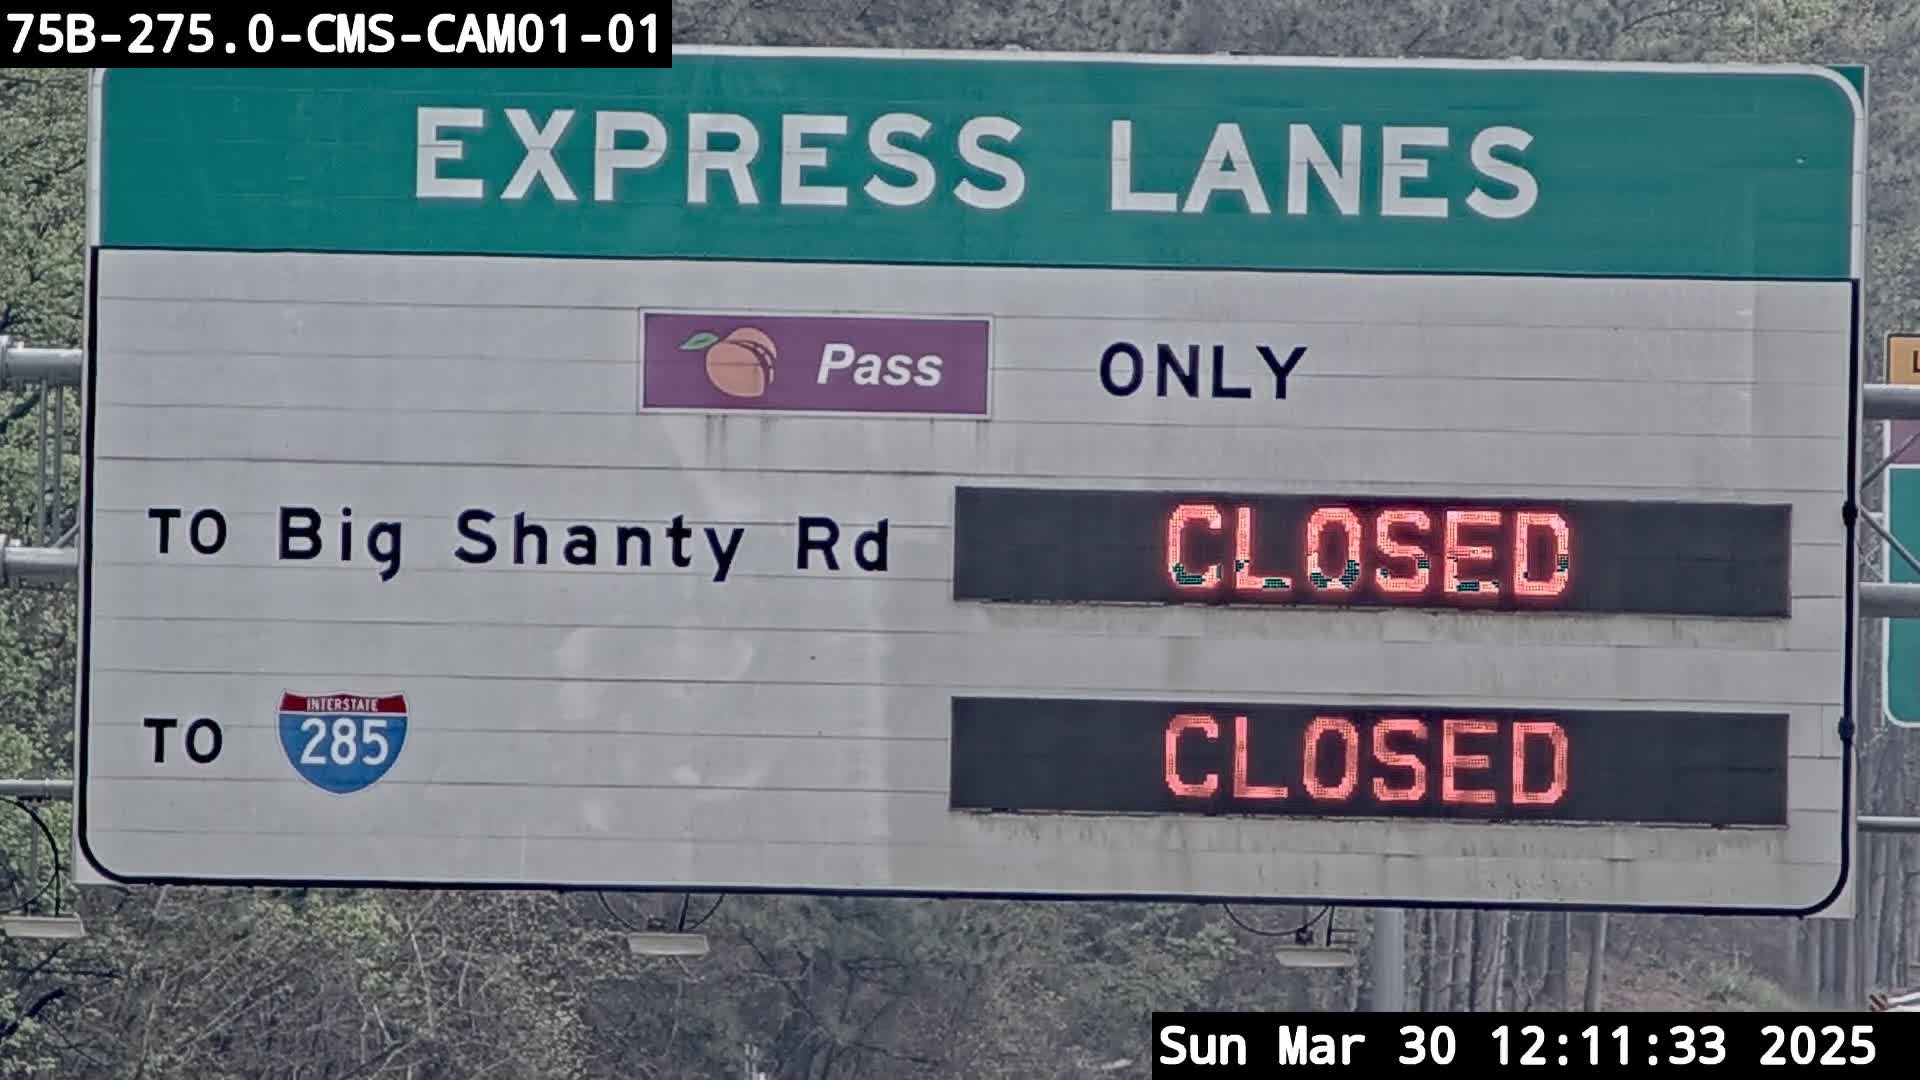 75B-275.0-CMS-CAM01-01
EXPRESS LANES
Pass ONLY
TO Big Shanty Rd CLOSED
TO INTERSTATE 285 CLOSED
Sun Mar 30 12:11:33 2025